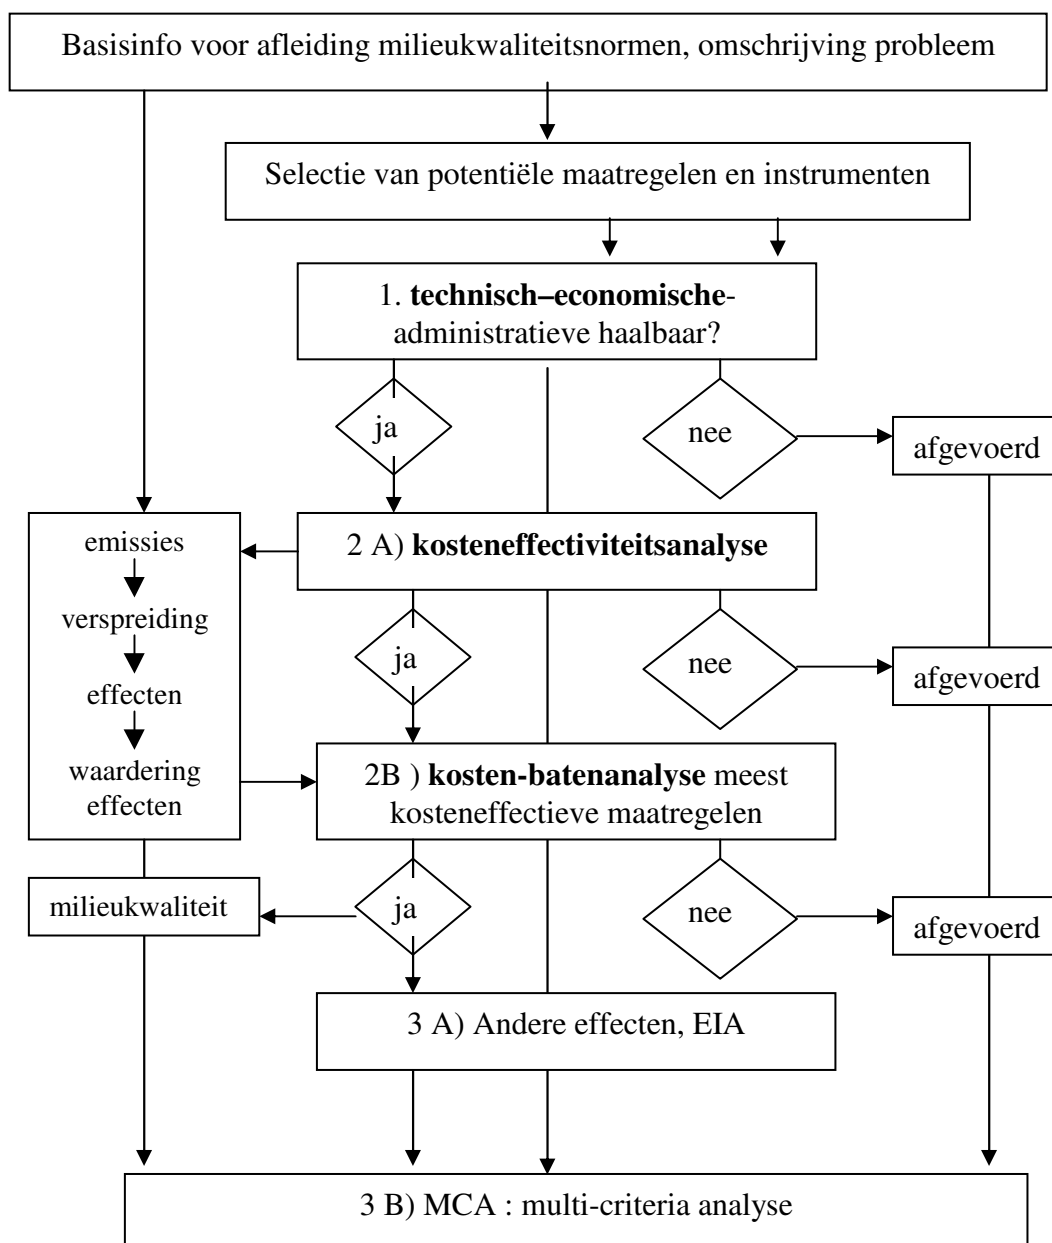 Basisinfo voor afleiding milieukwaliteitsnormen, omschrijving probleem
Selectie van potentiële maatregelen en instrumenten
1. technisch–economische-
administratieve haalbaar?
ja
nee
afgevoerd
emissies
2 A) kosteneffectiviteitsanalyse
verspreiding
ja
nee
afgevoerd
effecten
waardering
effecten
2B ) kosten-batenanalyse meest
kosteneffectieve maatregelen
milieukwaliteit
ja
nee
afgevoerd
3 A) Andere effecten, EIA
3 B) MCA : multi-criteria analyse